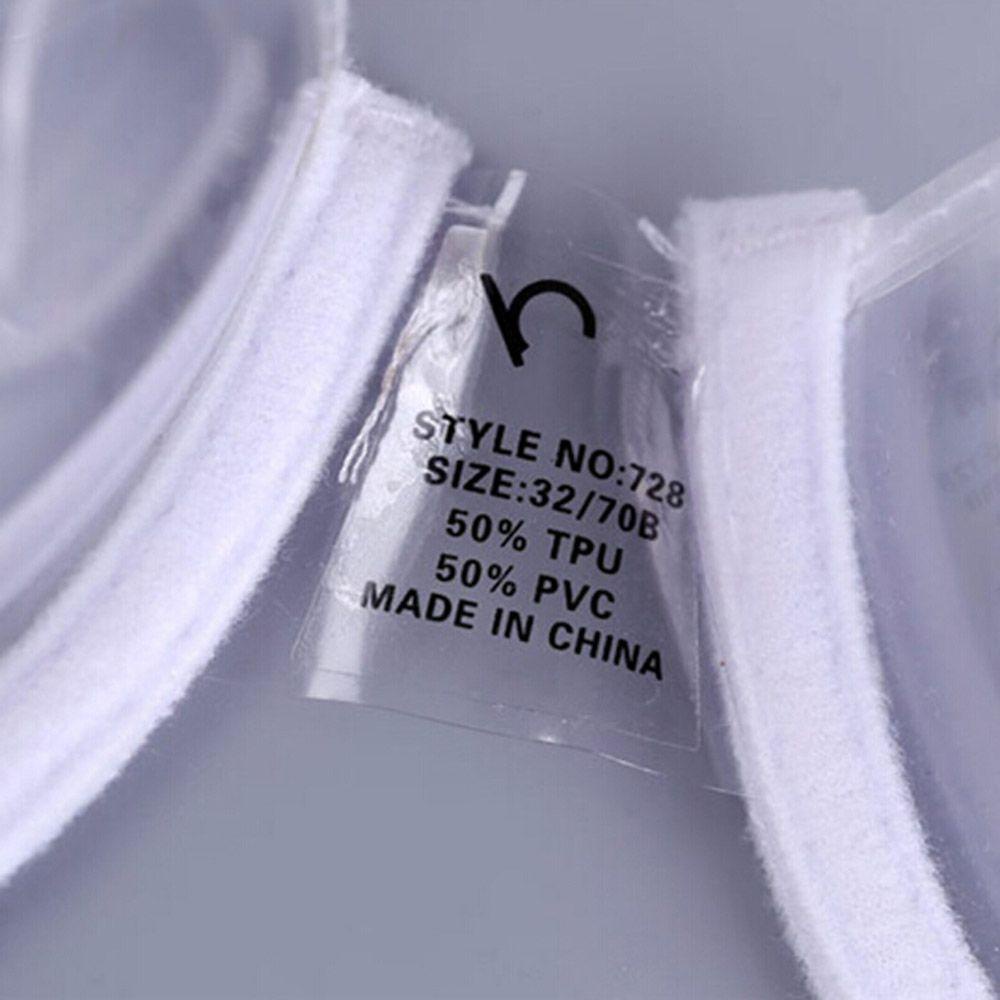 STYLE NO:728
SIZE:32/70B
50% TPU
50% PVC
MADE IN CHINA